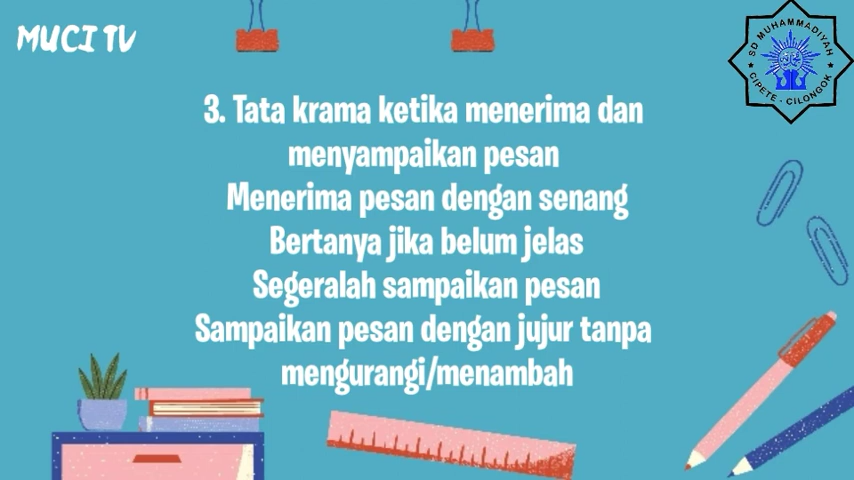 MUCI TV
SD MUHAMMADIYAH
CIPETE - CILONGOK
3. Tata krama ketika menerima dan
menyampaikan pesan
Menerima pesan dengan senang
Bertanya jika belum jelas
Segeralah sampaikan pesan
Sampaikan pesan dengan jujur tanpa
mengurangi/menambah